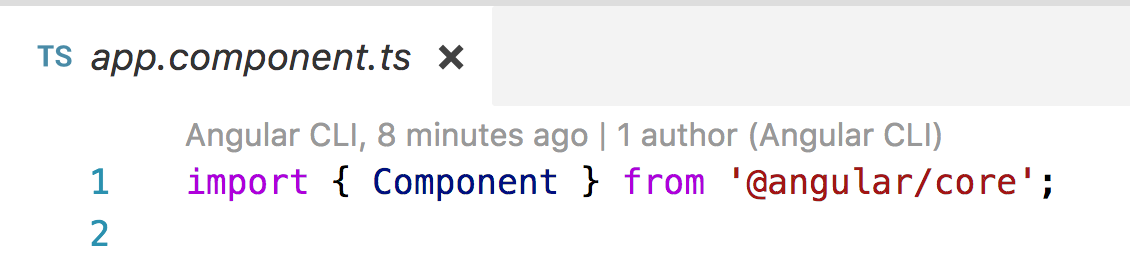 TS app.component.ts ×
Angular CLI, 8 minutes ago | 1 author (Angular CLI)
1 import { Component } from '@angular/core';
2